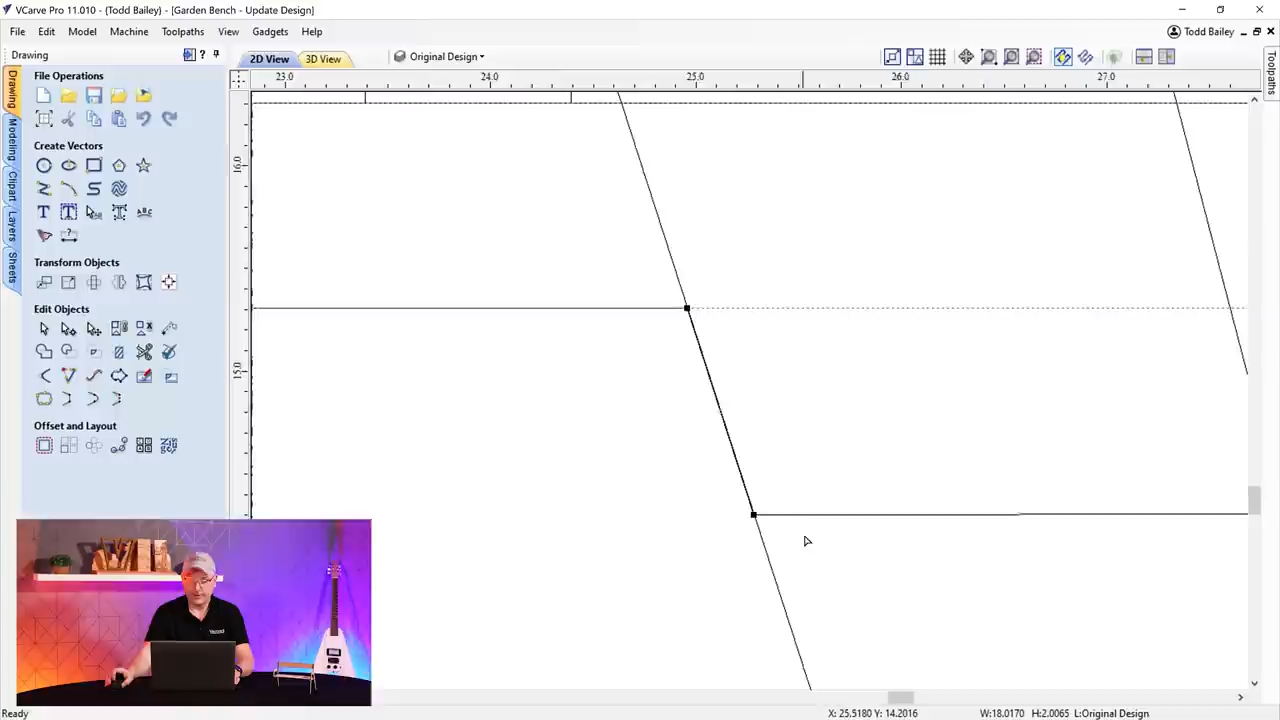 VCarve Pro 11.010 - {Todd Bailey} - [Garden Bench - Update Design]
File Edit Model Machine Toolpaths View Gadgets Help
Todd Bailey
Drawing
2D View 3D View Original Design
23.0 24.0 25.0 26.0 27.0
16.0
15.0
Drawing
Modeling
Clipart
Layers
Sheets
Toolpaths
File Operations
Create Vectors
Transform Objects
Edit Objects
Offset and Layout
Ready
X: 25.5180 Y: 14.2016 W:18.0170 H:2.0065 L:Original Design